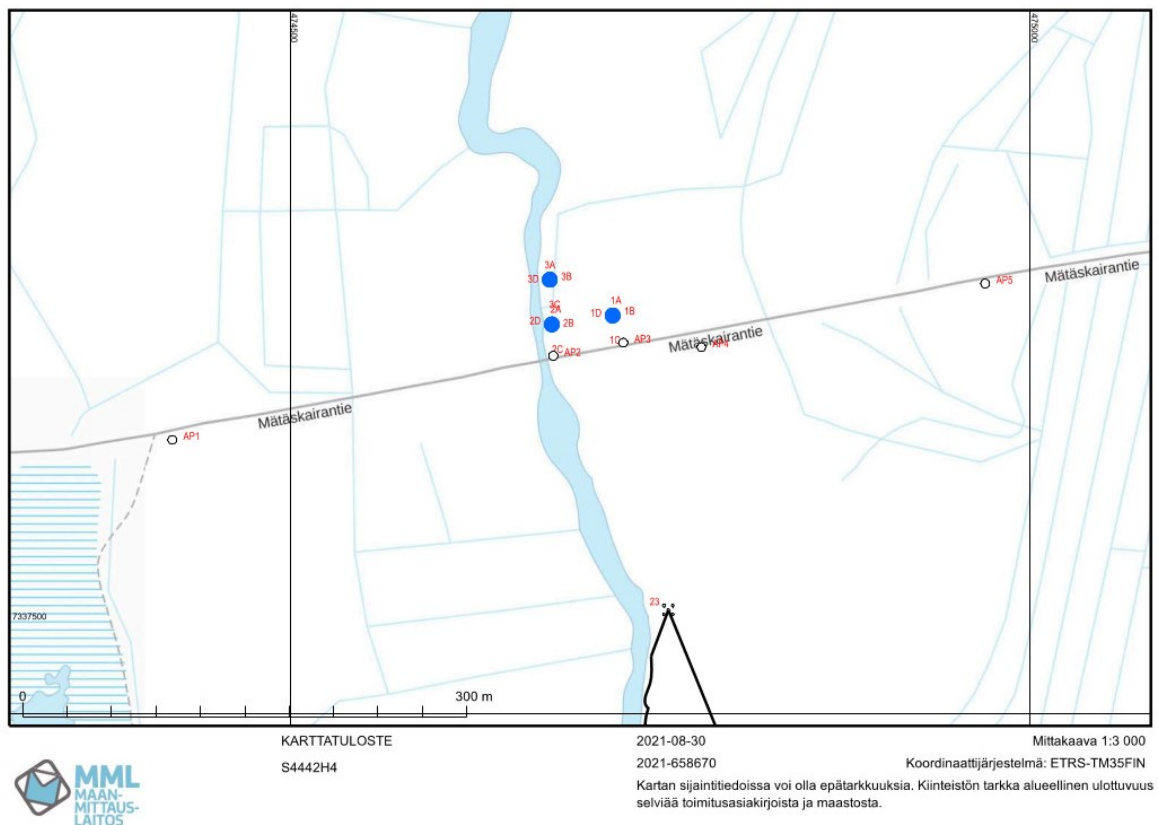 474500
475000
3A
3D
3B
3C
2A
2D
2B
2C
AP2
1A
1D
1B
1C
AP3
AP4
AP5
AP1
Mätäskairantie
Mätäskairantie
Mätäskairantie
23
7337500
0
300 m
KARTTATULOSTE
2021-08-30
Mittakaava 1:3 000
S4442H4
2021-658670
Koordinaattijärjestelmä: ETRS-TM35FIN
Kartan sijaintitiedoissa voi olla epätarkkuuksia. Kiinteistön tarkka alueellinen ulottuvuus
selviää toimitusasiakirjoista ja maastosta.
MML
MAAN-
MITTAUS-
LAITOS